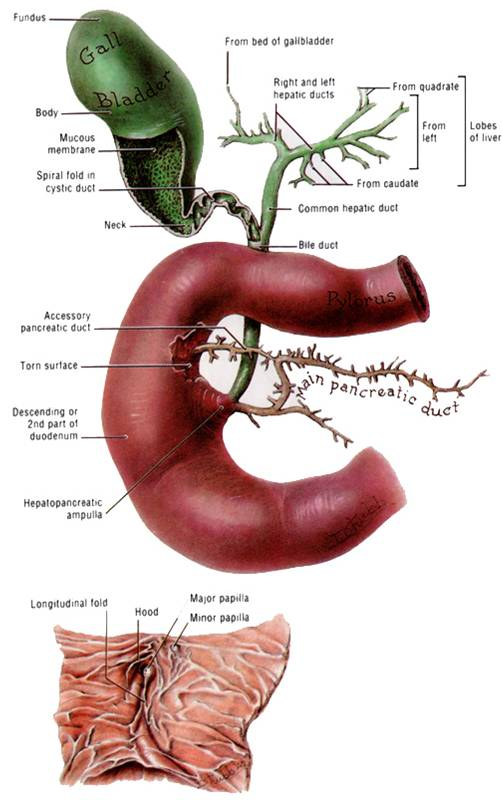 Fundus
Gall
Bladder
From bed of gallbladder
Right and left
hepatic ducts
From quadrate
From
left
Lobes
of liver
Body
Mucous
membrane
Spiral fold in
cystic duct
From caudate
Common hepatic duct
Neck
Bile duct
Pylorus
Accessory
pancreatic duct
Torn surface
main pancreatic duct
Descending or
2nd part of
duodenum
Hepatopancreatic
ampulla
Longitudinal fold
Hood
Major papilla
Minor papilla